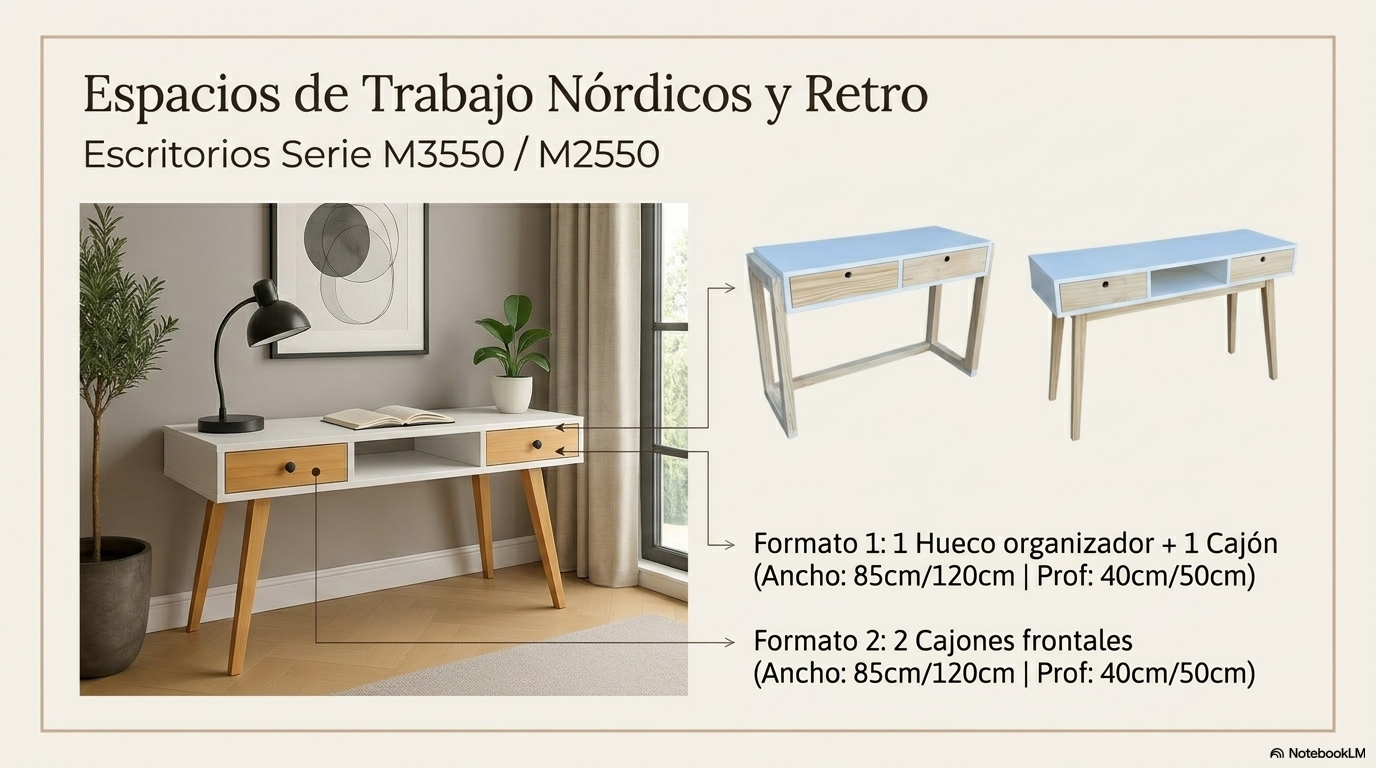 Espacios de Trabajo Nórdicos y Retro
Escritorios Serie M3550 / M2550
Formato 1: 1 Hueco organizador + 1 Cajón
(Ancho: 85cm/120cm | Prof: 40cm/50cm)
Formato 2: 2 Cajones frontales
(Ancho: 85cm/120cm | Prof: 40cm/50cm)
NotebookLM